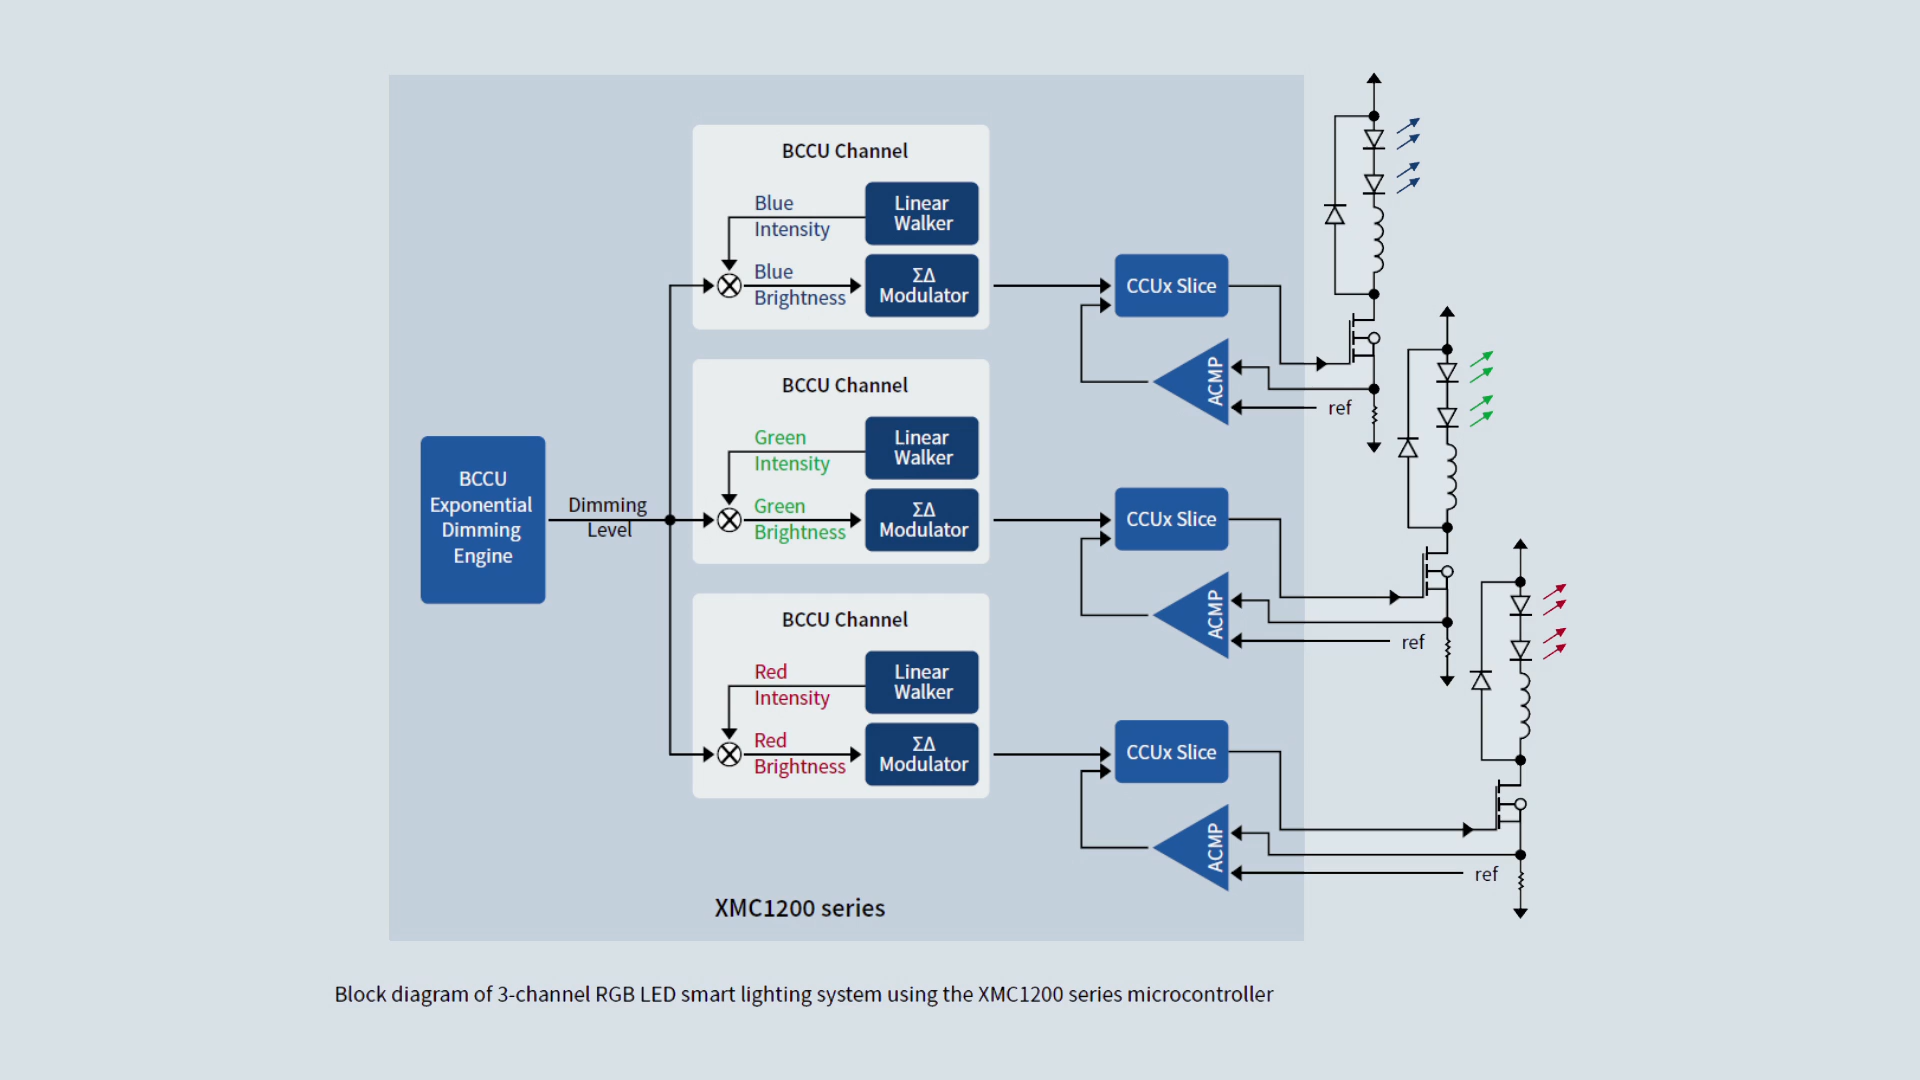 BCCU Channel
Blue
Intensity
Linear
Walker
Blue
Brightness
ΣΔ
Modulator
CCUx Slice
ACMP
ref
BCCU Channel
Green
Intensity
Linear
Walker
Green
Brightness
ΣΔ
Modulator
CCUx Slice
ACMP
ref
BCCU
Exponential
Dimming
Engine
Dimming
Level
BCCU Channel
Red
Intensity
Linear
Walker
Red
Brightness
ΣΔ
Modulator
CCUx Slice
ACMP
ref
XMC1200 series
Block diagram of 3-channel RGB LED smart lighting system using the XMC1200 series microcontroller